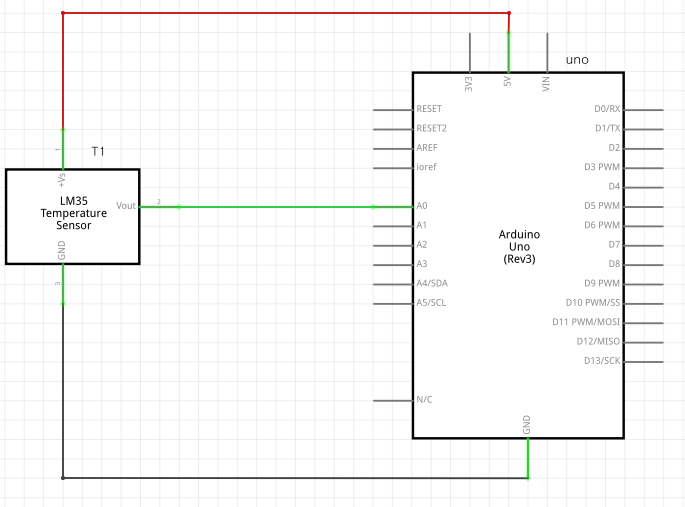 uno
3V3
5V
VIN
1
T1
+Vs
LM35
Temperature
Sensor
Vout
2
GND
3
RESET
RESET2
AREF
ioref
A0
A1
A2
A3
A4/SDA
A5/SCL
N/C
Arduino
Uno
(Rev3)
D0/RX
D1/TX
D2
D3 PWM
D4
D5 PWM
D6 PWM
D7
D8
D9 PWM
D10 PWM/SS
D11 PWM/MOSI
D12/MISO
D13/SCK
GND